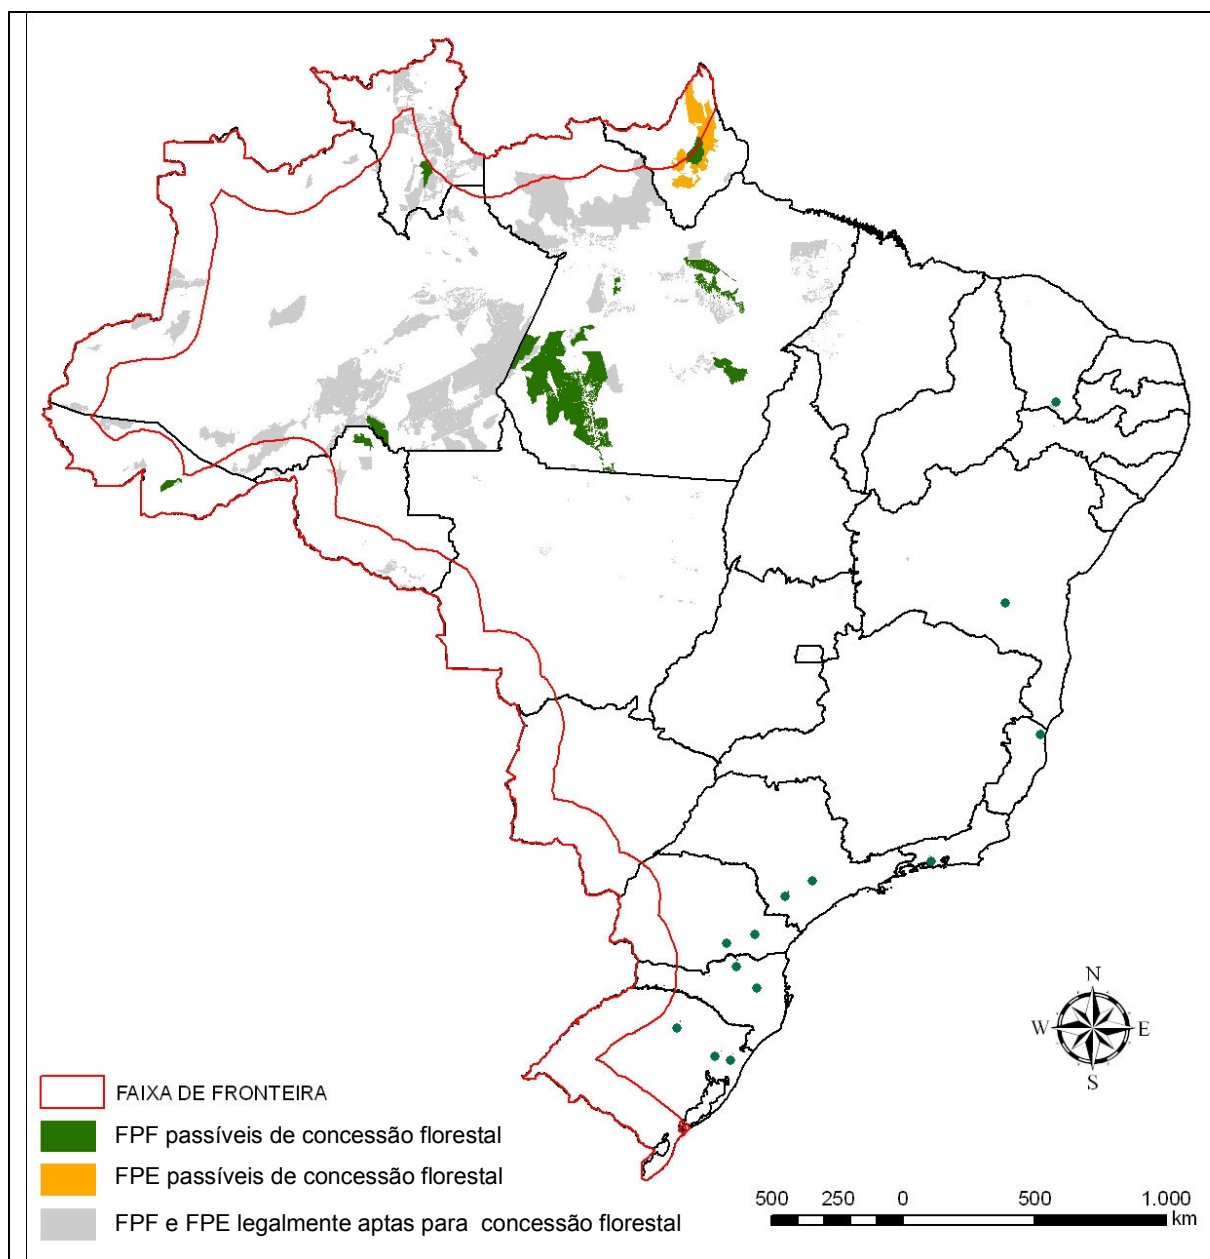 N
W
E
S
FAIXA DE FRONTEIRA
FPF passíveis de concessão florestal
FPE passíveis de concessão florestal
FPF e FPE legalmente aptas para concessão florestal
500 250 0 500 1.000
km